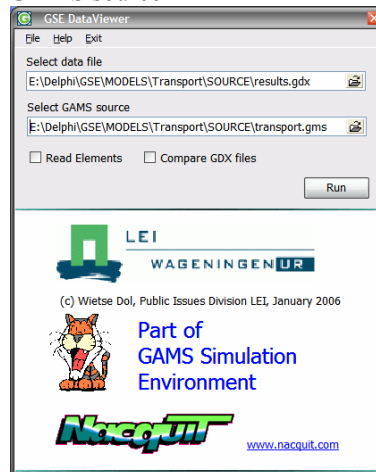 GSE DataViewer
File Help Exit
Select data file
E:\Delphi\GSE\MODELS\Transport\SOURCE\results.gdx
Select GAMS source
E:\Delphi\GSE\MODELS\Transport\SOURCE\transport.gms
Read Elements Compare GDX files
Run
LEI
WAGENINGEN UR
(c) Wietse Dol, Public Issues Division LEI, January 2006
Part of
GAMS Simulation
Environment
Nacquit
www.nacquit.com